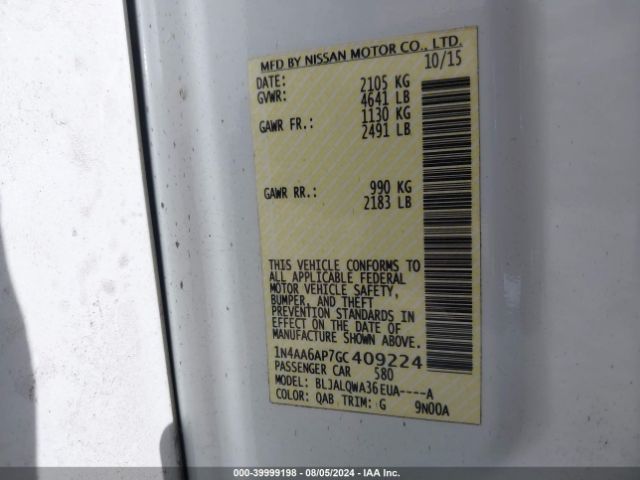 MFD BY NISSAN MOTOR CO., LTD.
DATE: 10/15
GVWR: 2105 KG
4641 LB
GAWR FR.: 1130 KG
2491 LB
GAWR RR.: 990 KG
2183 LB
THIS VEHICLE CONFORMS TO
ALL APPLICABLE FEDERAL
MOTOR VEHICLE SAFETY,
BUMPER, AND THEFT
PREVENTION STANDARDS IN
EFFECT ON THE DATE OF
MANUFACTURE SHOWN ABOVE.
1N4AA6AP7GC409224
PASSENGER CAR 580
MODEL: BLJALQWA36EUA----A
COLOR: QAB TRIM: G 9N00A
000-39999198 - 08/05/2024 - IAA Inc.